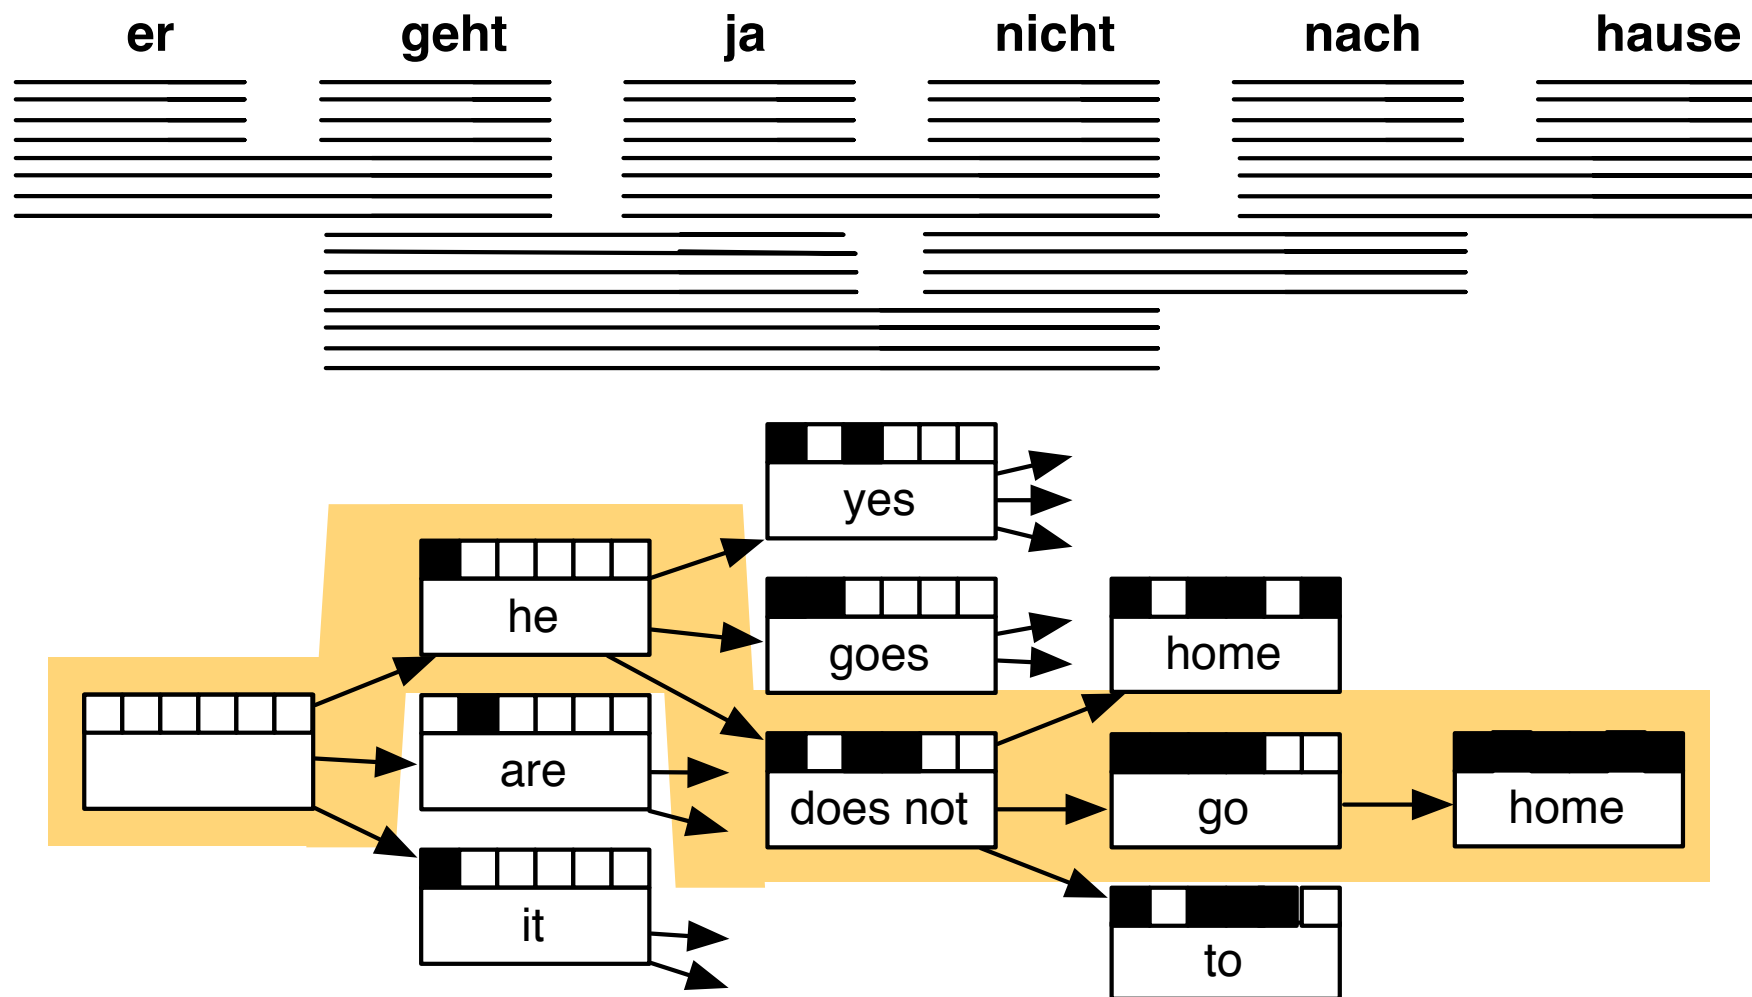 er geht ja nicht nach hause
yes
he
goes
home
are
does not
go
home
it
to